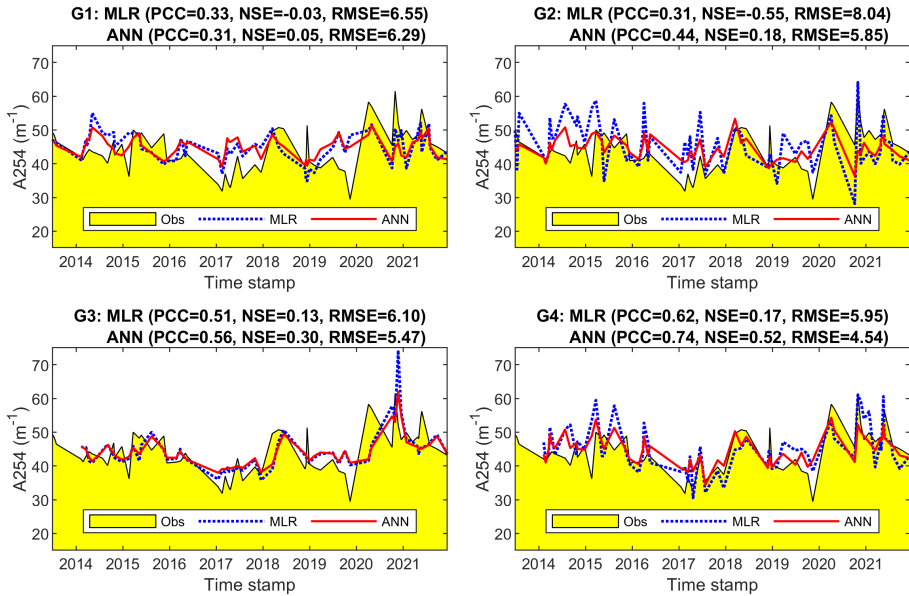 G1: MLR (PCC=0.33, NSE=-0.03, RMSE=6.55)
ANN (PCC=0.31, NSE=0.05, RMSE=6.29)
70
60
50
40
30
20
A254 (m⁻¹)
Obs MLR ANN
2014 2015 2016 2017 2018 2019 2020 2021
Time stamp
G2: MLR (PCC=0.31, NSE=-0.55, RMSE=8.04)
ANN (PCC=0.44, NSE=0.18, RMSE=5.85)
70
60
50
40
30
20
A254 (m⁻¹)
Obs MLR ANN
2014 2015 2016 2017 2018 2019 2020 2021
Time stamp
G3: MLR (PCC=0.51, NSE=0.13, RMSE=6.10)
ANN (PCC=0.56, NSE=0.30, RMSE=5.47)
70
60
50
40
30
20
A254 (m⁻¹)
Obs MLR ANN
2014 2015 2016 2017 2018 2019 2020 2021
Time stamp
G4: MLR (PCC=0.62, NSE=0.17, RMSE=5.95)
ANN (PCC=0.74, NSE=0.52, RMSE=4.54)
70
60
50
40
30
20
A254 (m⁻¹)
Obs MLR ANN
2014 2015 2016 2017 2018 2019 2020 2021
Time stamp